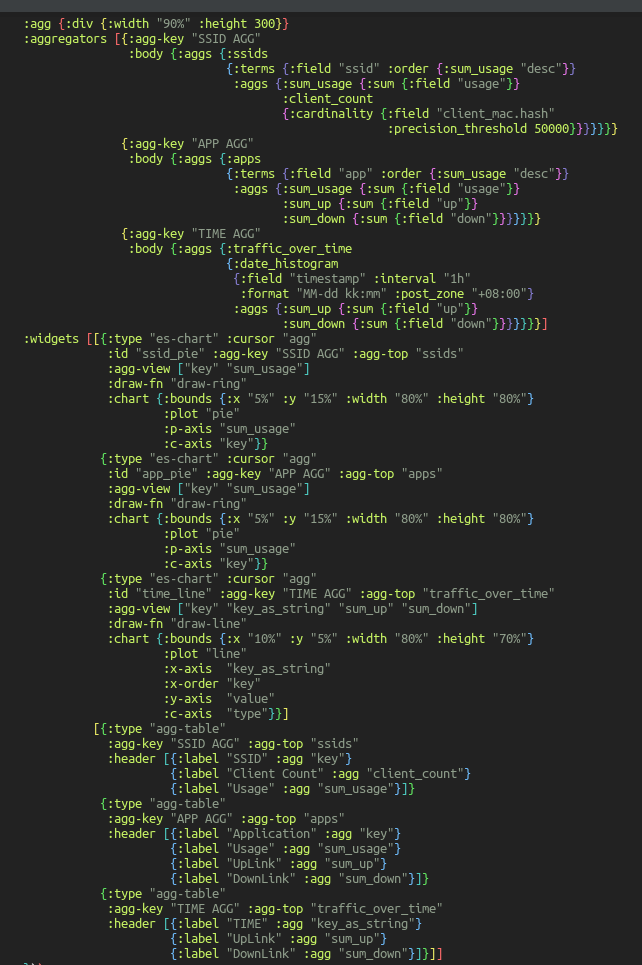 :agg {:div {:width "90%" :height 300}}
:aggregators [{:agg-key "SSID AGG"
:body {:aggs {:ssids
{:terms {:field "ssid" :order {:sum_usage "desc"}}
:aggs {:sum_usage {:sum {:field "usage"}}
:client_count
{:cardinality {:field "client_mac.hash"
:precision_threshold 50000}}}}}}}
{:agg-key "APP AGG"
:body {:aggs {:apps
{:terms {:field "app" :order {:sum_usage "desc"}}
:aggs {:sum_usage {:sum {:field "usage"}}
:sum_up {:sum {:field "up"}}
:sum_down {:sum {:field "down"}}}}}}}
{:agg-key "TIME AGG"
:body {:aggs {:traffic_over_time
{:date_histogram
{:field "timestamp" :interval "1h"
:format "MM-dd kk:mm" :post_zone "+08:00"}
:aggs {:sum_up {:sum {:field "up"}}
:sum_down {:sum {:field "down"}}}}}}}]
:widgets [[{:type "es-chart" :cursor "agg"
:id "ssid_pie" :agg-key "SSID AGG" :agg-top "ssids"
:agg-view ["key" "sum_usage"]
:draw-fn "draw-ring"
:chart {:bounds {:x "5%" :y "15%" :width "80%" :height "80%"}
:plot "pie"
:p-axis "sum_usage"
:c-axis "key"}}
{:type "es-chart" :cursor "agg"
:id "app_pie" :agg-key "APP AGG" :agg-top "apps"
:agg-view ["key" "sum_usage"]
:draw-fn "draw-ring"
:chart {:bounds {:x "5%" :y "15%" :width "80%" :height "80%"}
:plot "pie"
:p-axis "sum_usage"
:c-axis "key"}}
{:type "es-chart" :cursor "agg"
:id "time_line" :agg-key "TIME AGG" :agg-top "traffic_over_time"
:agg-view ["key" "key_as_string" "sum_up" "sum_down"]
:draw-fn "draw-line"
:chart {:bounds {:x "10%" :y "5%" :width "80%" :height "70%"}
:plot "line"
:x-axis "key_as_string"
:x-order "key"
:y-axis "value"
:c-axis "type"}}]
[{:type "agg-table"
:agg-key "SSID AGG" :agg-top "ssids"
:header [{:label "SSID" :agg "key"}
{:label "Client Count" :agg "client_count"}
{:label "Usage" :agg "sum_usage"}]}
{:type "agg-table"
:agg-key "APP AGG" :agg-top "apps"
:header [{:label "Application" :agg "key"}
{:label "Usage" :agg "sum_usage"}
{:label "UpLink" :agg "sum_up"}
{:label "DownLink" :agg "sum_down"}]}
{:type "agg-table"
:agg-key "TIME AGG" :agg-top "traffic_over_time"
:header [{:label "TIME" :agg "key_as_string"}
{:label "UpLink" :agg "sum_up"}
{:label "DownLink" :agg "sum_down"}]}]]